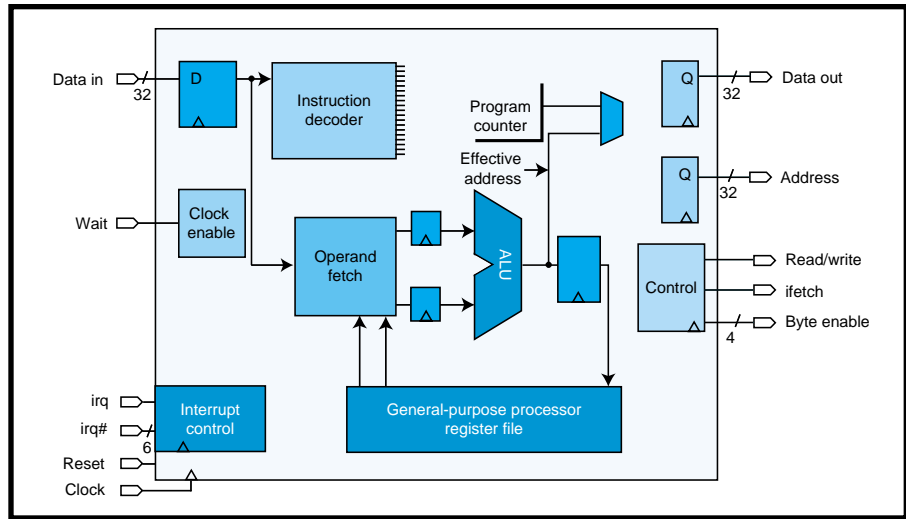 Data in
32
D
Instruction
decoder
Program
counter
Q
32
Data out
Effective
address
Q
32
Address
Wait
Clock
enable
Operand
fetch
ALU
Control
Read/write
ifetch
Byte enable
4
irq
irq#
6
Interrupt
control
General-purpose processor
register file
Reset
Clock